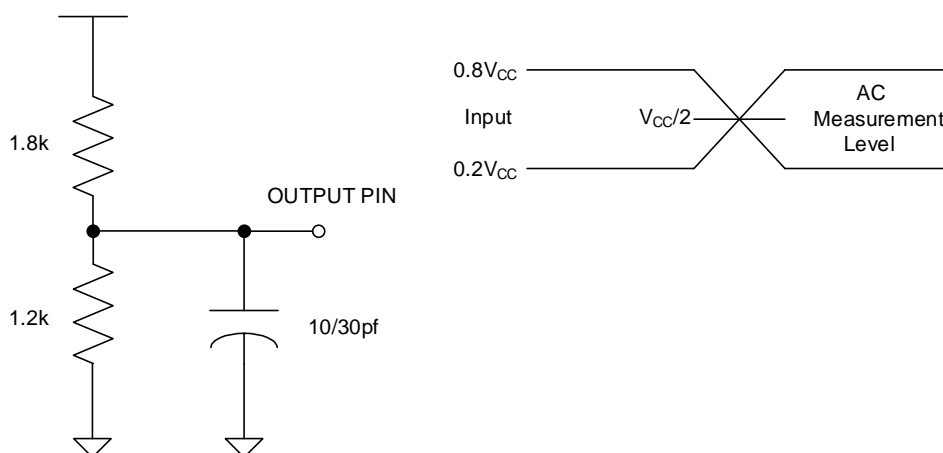 1.8k
OUTPUT PIN
1.2k
10/30pf
0.8VCC
Input
VCC/2
0.2VCC
AC
Measurement
Level